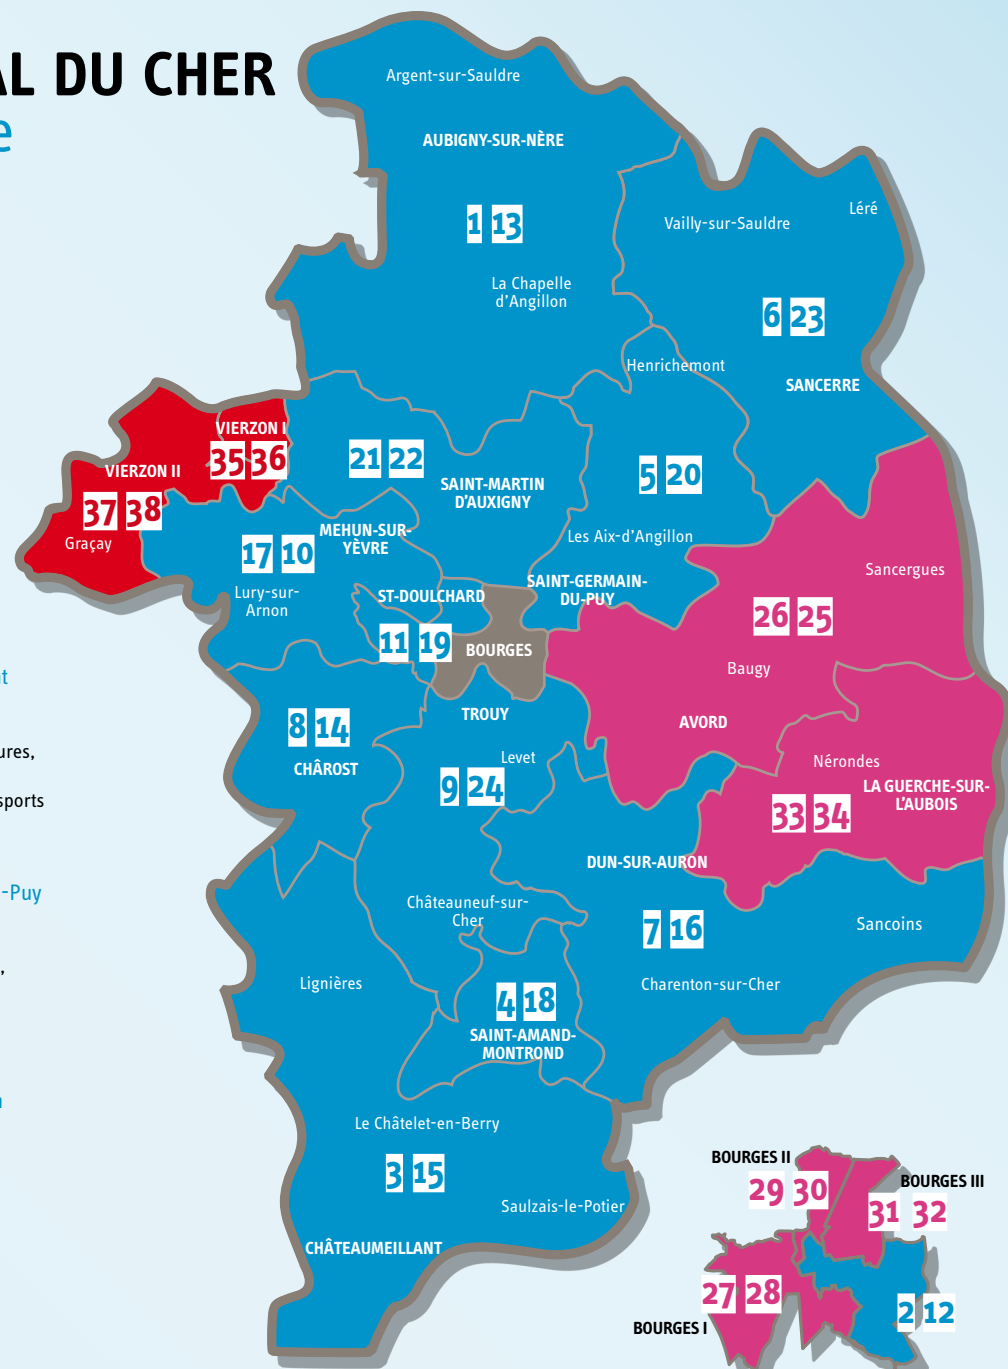 AL DU CHER
e
Argent-sur-Sauldre
AUBIGNY-SUR-NÈRE
1 13
La Chapelle
d'Angillon
Vailly-sur-Sauldre
Léré
6 23
Henrichemont
SANCERRE
VIERZON I
35 36
VIERZON II
37 38
Graçay
21 22
SAINT-MARTIN
D'AUXIGNY
5 20
Les Aix-d'Angillon
MEHUN-SUR-
YÈVRE
17 10
Lury-sur-
Arnon
ST-DOULCHARD
11 19
SAINT-GERMAIN-
DU-PUY
BOURGES
Sancergues
26 25
Baugy
AVORD
8 14
CHÂROST
TROUY
Levet
9 24
Nérondes
LA GUERCHE-SUR-
L'AUBOIS
33 34
DUN-SUR-AURON
7 16
Sancoins
Charenton-sur-Cher
Châteauneuf-sur-
Cher
Lignières
4 18
SAINT-AMAND-
MONTROND
Le Châtelet-en-Berry
3 15
Saulzais-le-Potier
CHÂTEAUMEILLANT
nt
ures,
sports
-Puy
,
BOURGES II
29 30
BOURGES III
31 32
27 28
BOURGES I
2 12